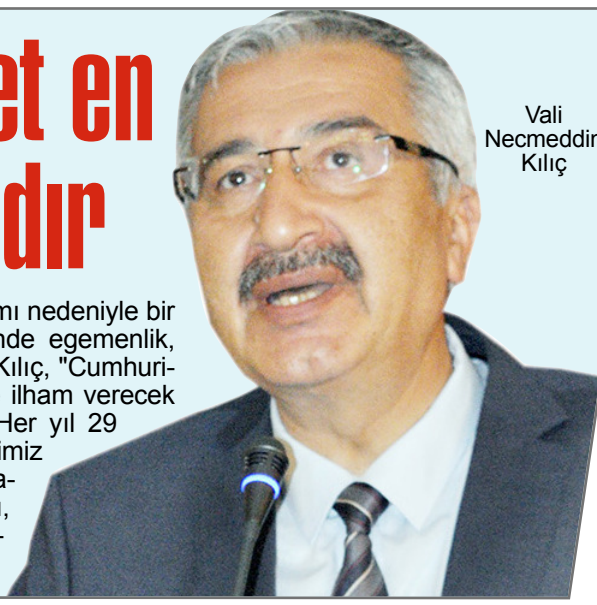 et en
dır
Vali
Necmeddin
Kılıç
mı nedeniyle bir
nde egemenlik,
Kılıç, "Cumhuri-
ilham verecek
Her yıl 29
imiz
a-
ı,
-